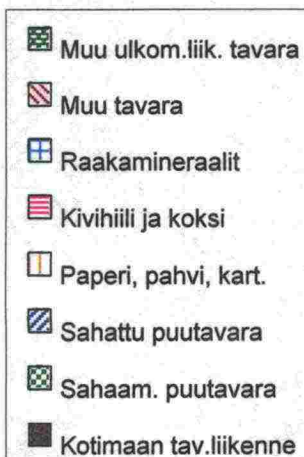 Muu ulkom.liik. tavara
Muu tavara
Raakamineraalit
Kivihiili ja koksi
Paperi, pahvi, kart.
Sahattu puutavara
Sahaam. puutavara
Kotimaan tav.liikenne